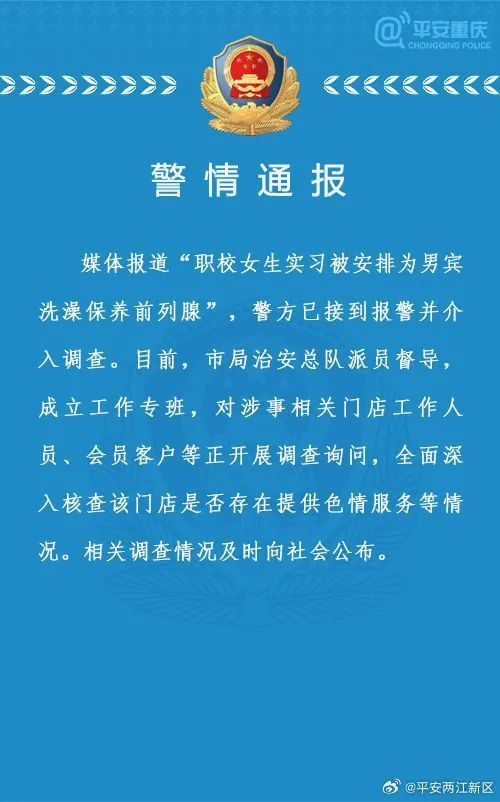 @平安重庆
CHONGQING POLICE
警情通报
媒体报道“职校女生实习被安排为男宾
洗澡保养前列腺”，警方已接到报警并介
入调查。目前，市局治安总队派员督导，
成立工作专班，对涉事相关门店工作人
员、会员客户等正开展调查询问，全面深
入核查该门店是否存在提供色情服务等情
况。相关调查情况及时向社会公布。
@平安两江新区